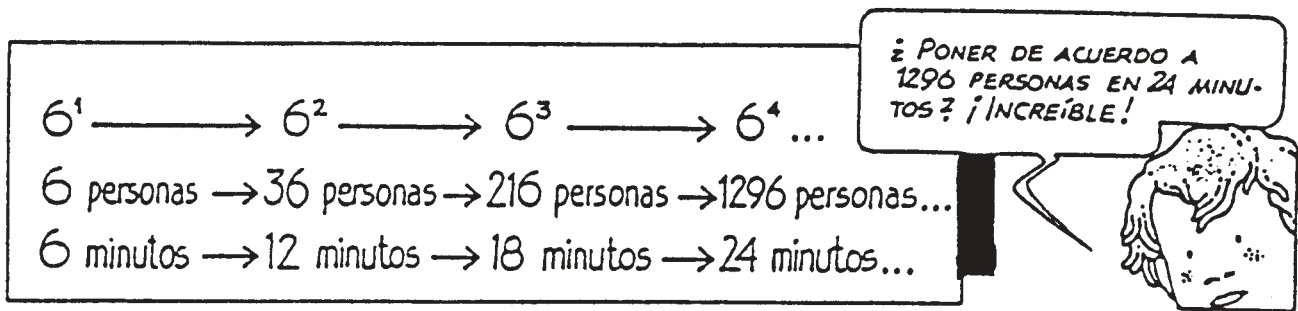 6¹ → 6² → 6³ → 6⁴ ...
6 personas → 36 personas → 216 personas → 1296 personas...
6 minutos → 12 minutos → 18 minutos → 24 minutos...
¿ PONER DE ACUERDO A
1296 PERSONAS EN 24 MINU-
TOS? ¡INCREÍBLE!